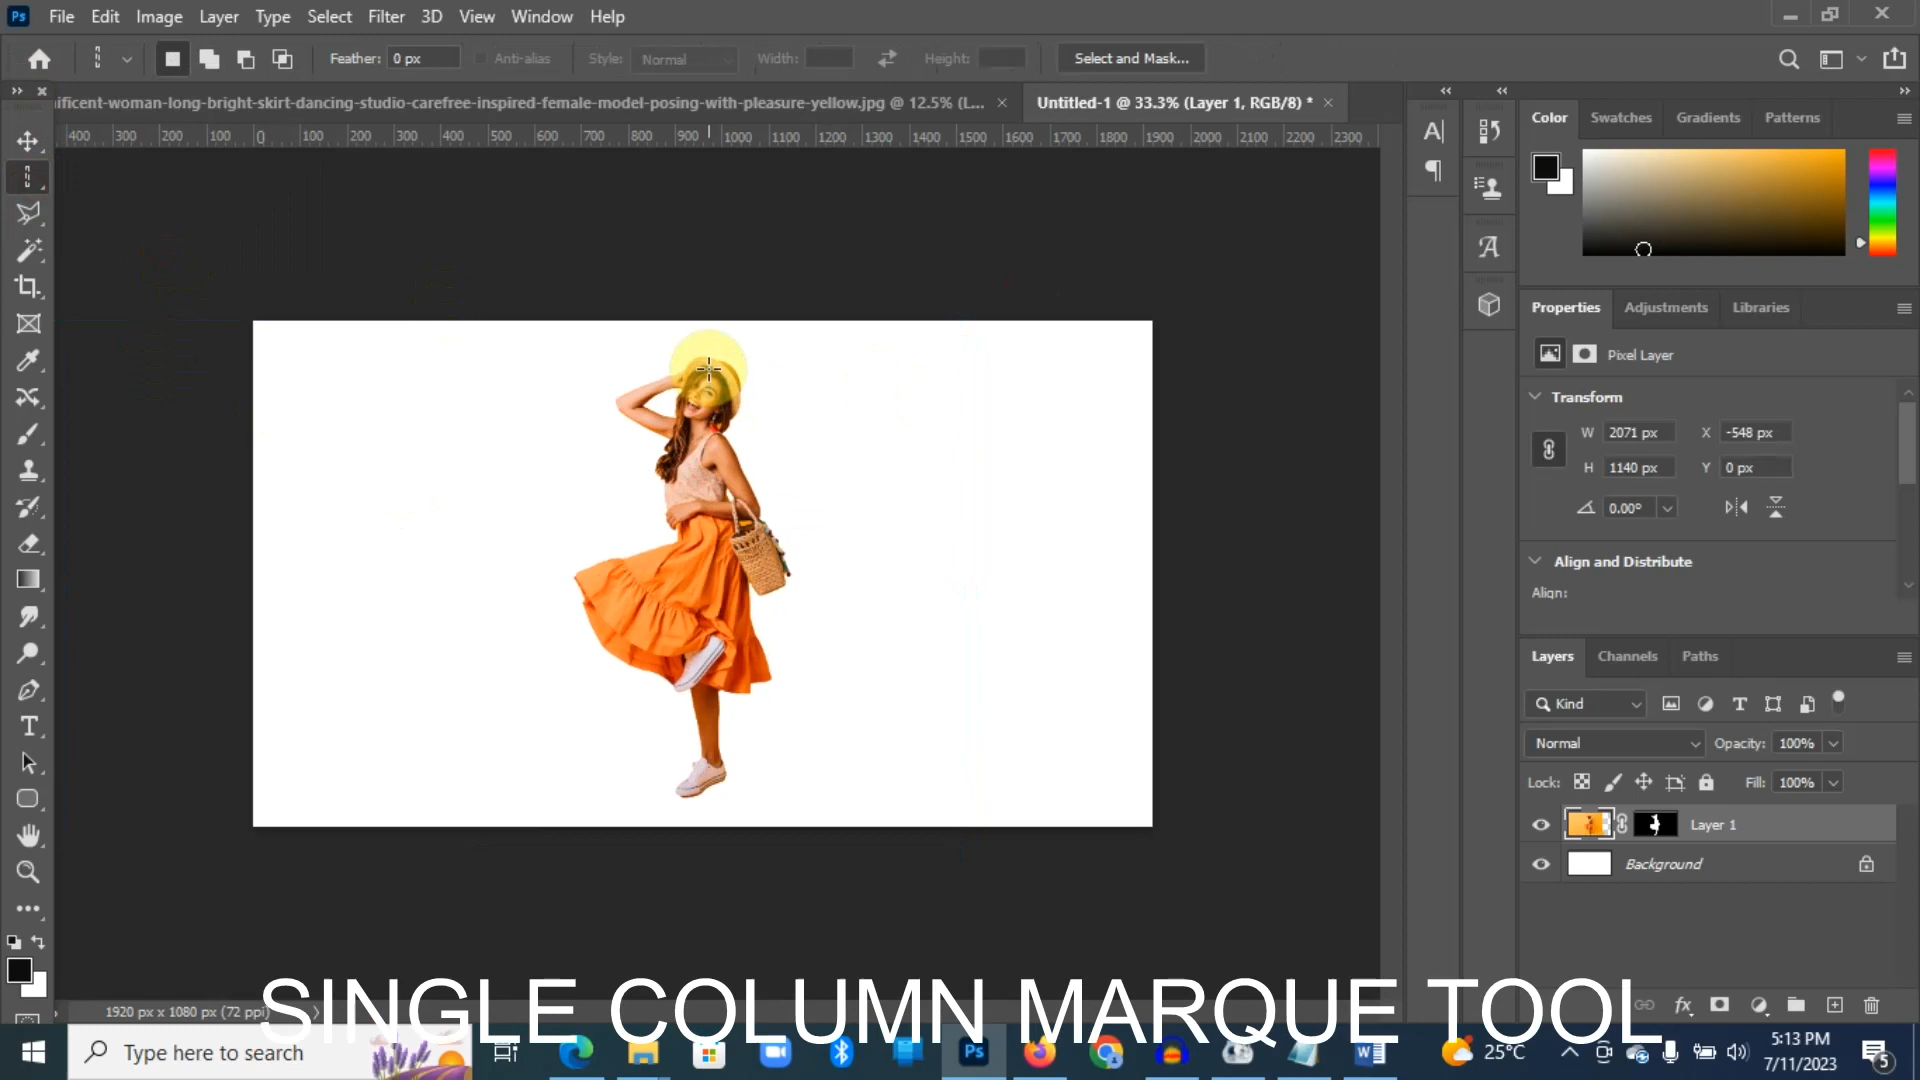 Ps File Edit Image Layer Type Select Filter 3D View Window Help
Feather: 0 px Anti-alias Style: Normal Width: Height: Select and Mask...
ificent-woman-long-bright-skirt-dancing-studio-carefree-inspired-female-model-posing-with-pleasure-yellow.jpg @ 12.5% (L... × Untitled-1 @ 33.3% (Layer 1, RGB/8) * ×
400 300 200 100 0 100 200 300 400 500 600 700 800 900 1000 1100 1200 1300 1400 1500 1600 1700 1800 1900 2000 2100 2200 2300
Color Swatches Gradients Patterns
Properties Adjustments Libraries
Pixel Layer
Transform
W 2071 px X -548 px
H 1140 px Y 0 px
0.00°
Align and Distribute
Align:
Layers Channels Paths
Kind
Normal Opacity: 100%
Lock: Fill: 100%
Layer 1
Background
fx
1920 px x 1080 px (72 ppi)
SINGLE COLUMN MARQUE TOOL
Type here to search
Ps
W
25°C
5:13 PM
7/11/2023
5